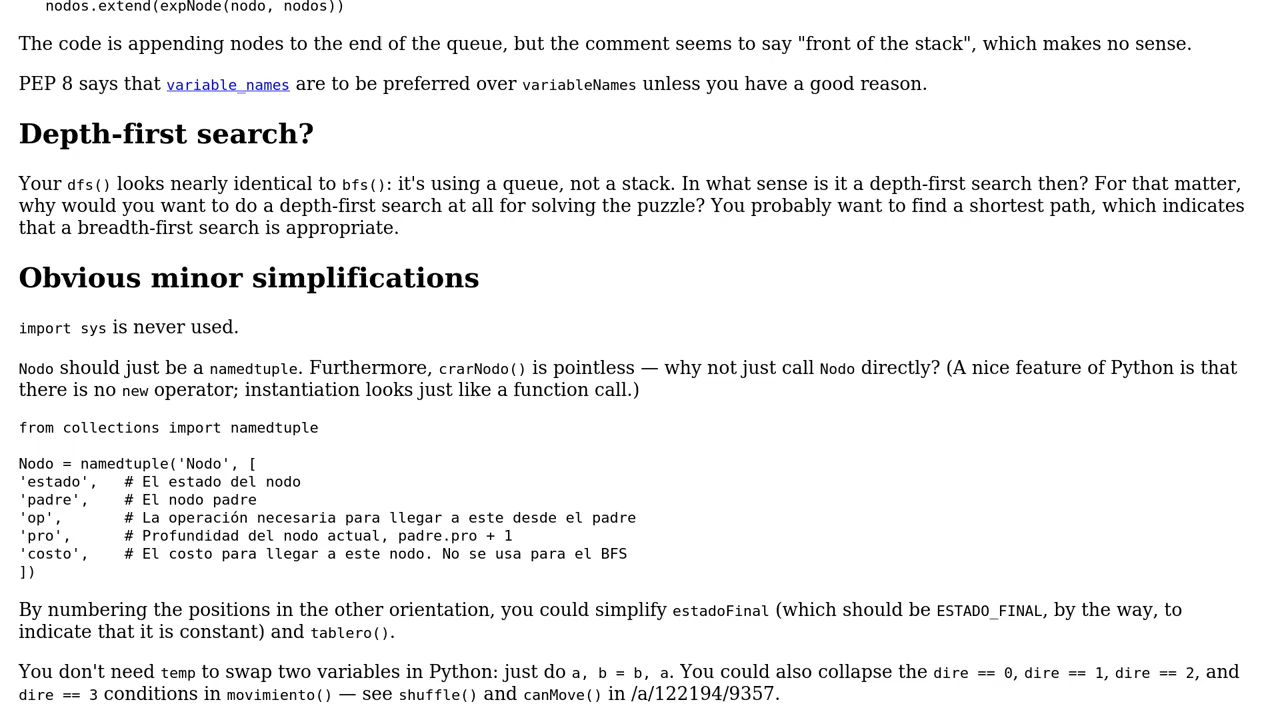 nodos.extend(expNode(nodo, nodos))
The code is appending nodes to the end of the queue, but the comment seems to say "front of the stack", which makes no sense.
PEP 8 says that variable_names are to be preferred over variableNames unless you have a good reason.
Depth-first search?
Your dfs() looks nearly identical to bfs(): it's using a queue, not a stack. In what sense is it a depth-first search then? For that matter,
why would you want to do a depth-first search at all for solving the puzzle? You probably want to find a shortest path, which indicates
that a breadth-first search is appropriate.
Obvious minor simplifications
import sys is never used.
Nodo should just be a namedtuple. Furthermore, crarNodo() is pointless — why not just call Nodo directly? (A nice feature of Python is that
there is no new operator; instantiation looks just like a function call.)
from collections import namedtuple
Nodo = namedtuple('Nodo', [
'estado',   # El estado del nodo
'padre',    # El nodo padre
'op',       # La operación necesaria para llegar a este desde el padre
'pro',      # Profundidad del nodo actual, padre.pro + 1
'costo',    # El costo para llegar a este nodo. No se usa para el BFS
])
By numbering the positions in the other orientation, you could simplify estadoFinal (which should be ESTADO_FINAL, by the way, to
indicate that it is constant) and tablero().
You don't need temp to swap two variables in Python: just do a, b = b, a. You could also collapse the dire == 0, dire == 1, dire == 2, and
dire == 3 conditions in movimiento() — see shuffle() and canMove() in /a/122194/9357.